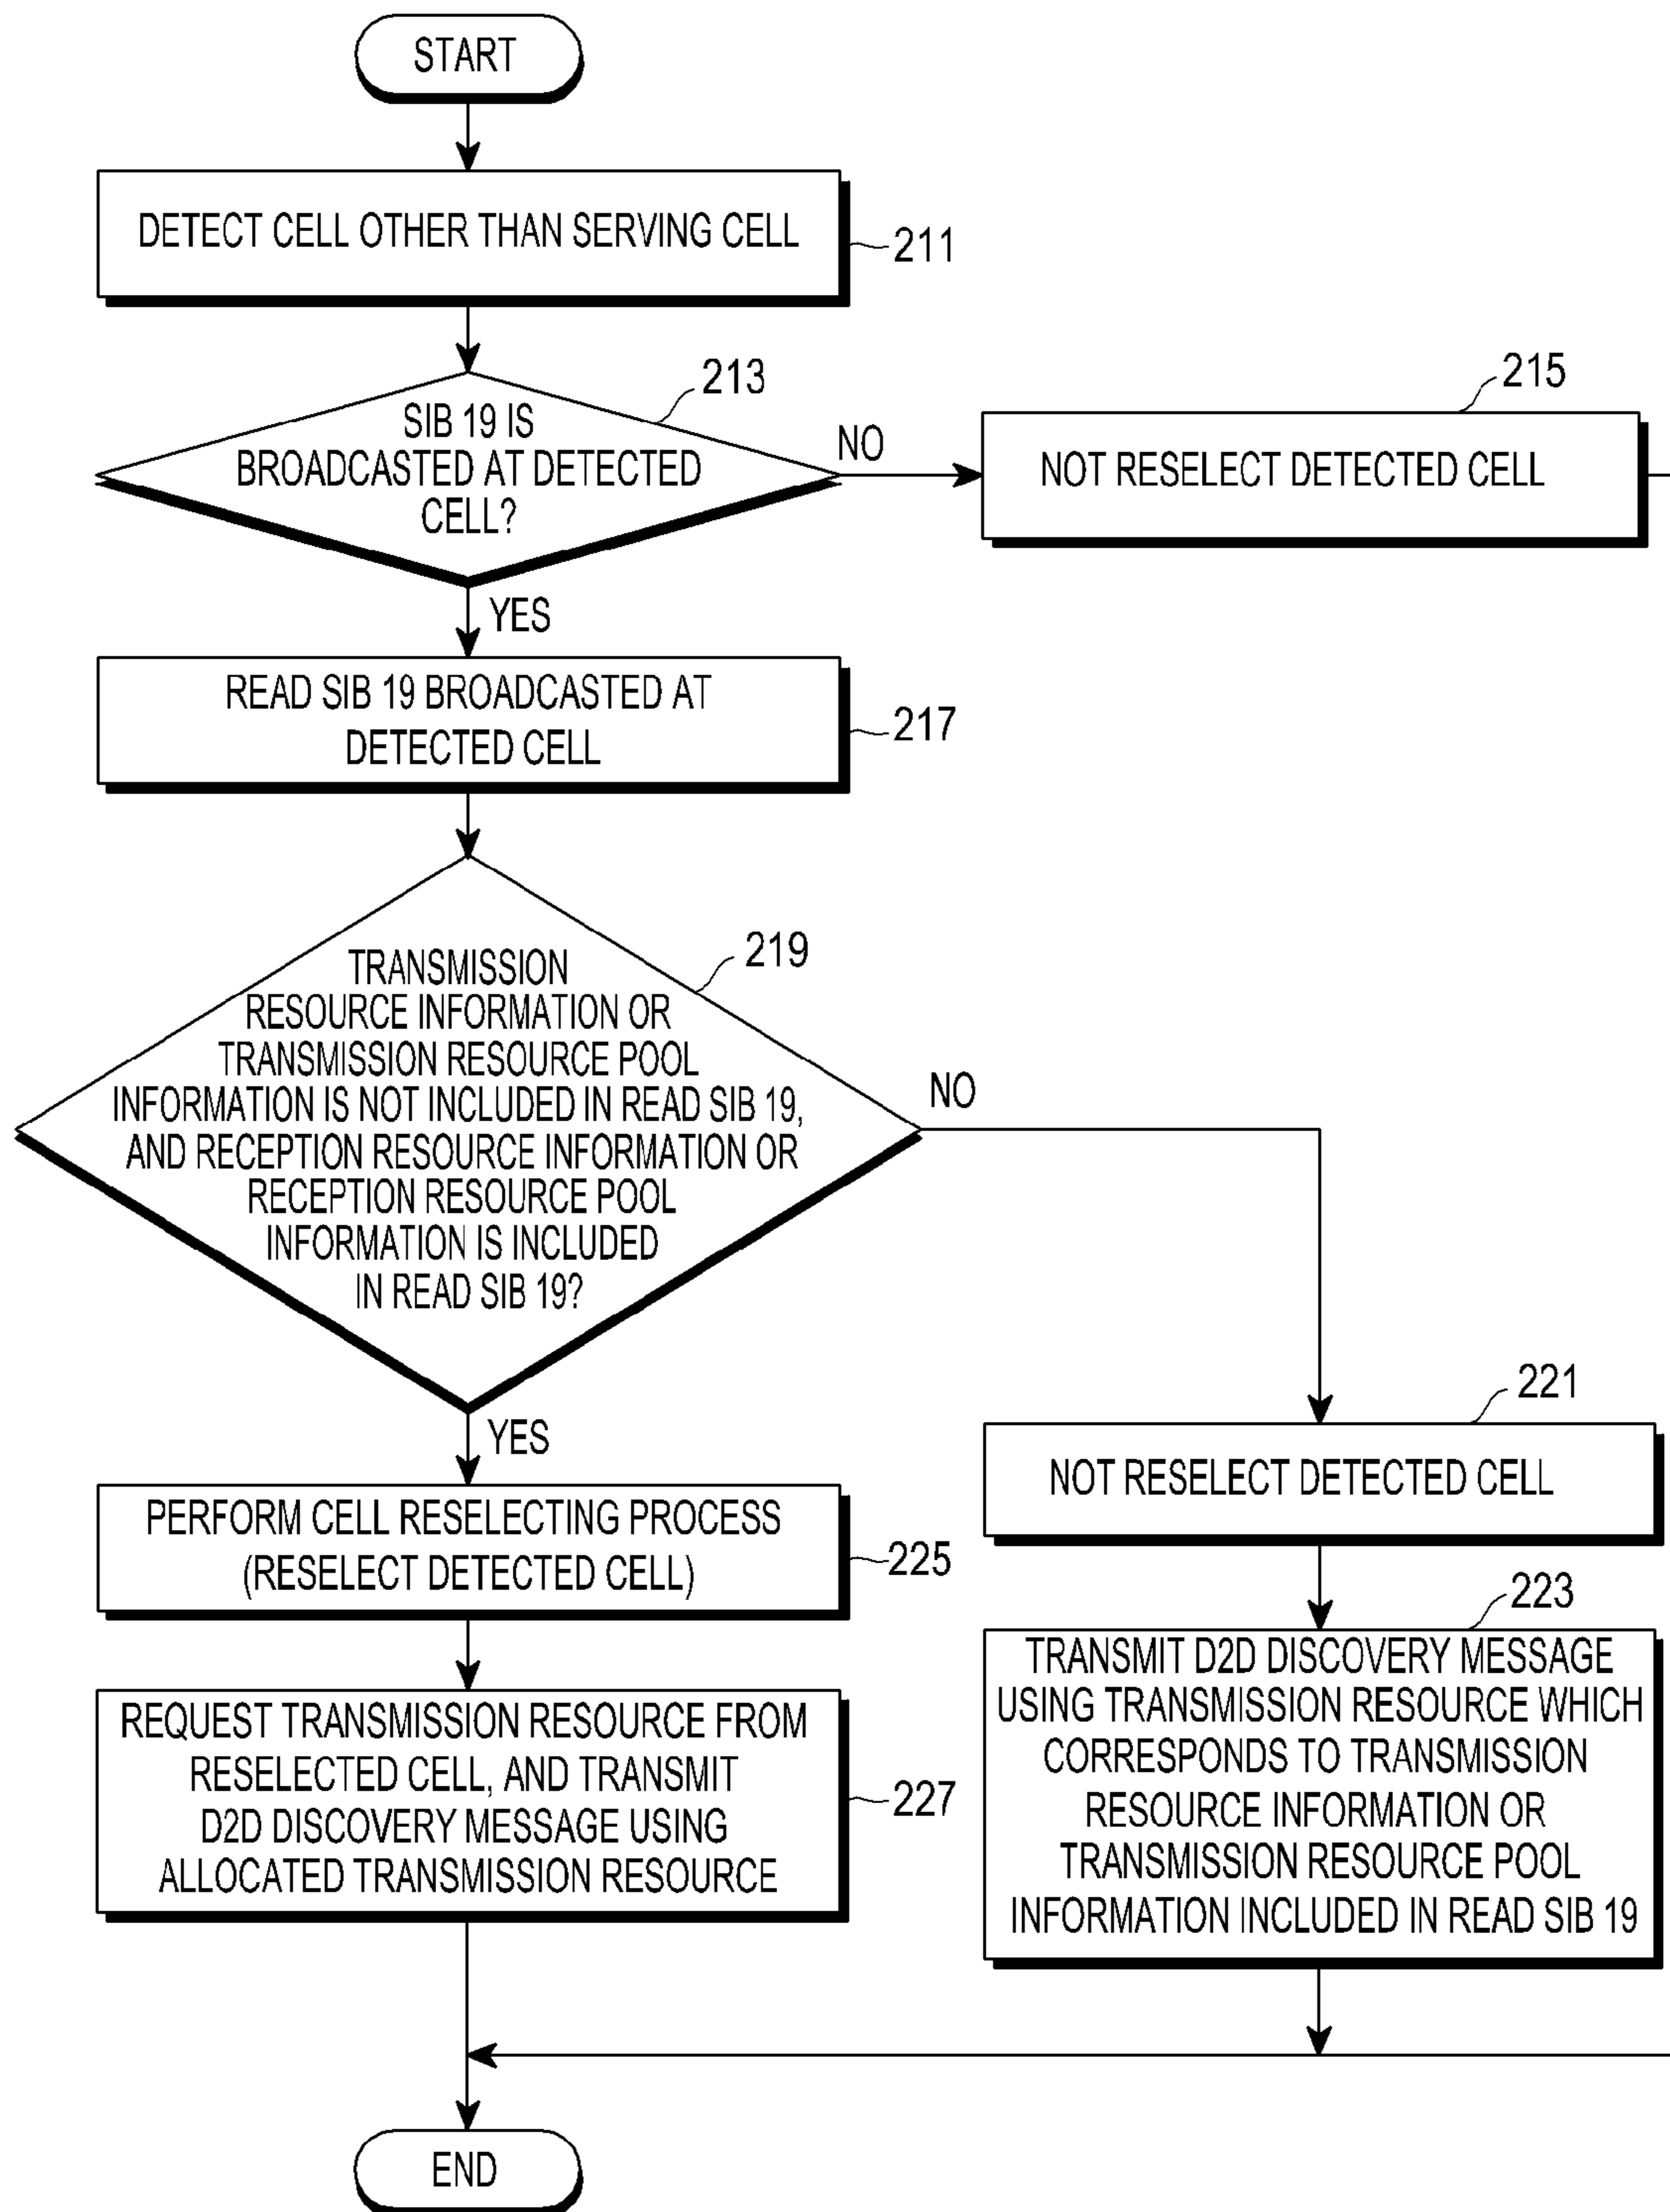 START
DETECT CELL OTHER THAN SERVING CELL
211
213
SIB 19 IS
BROADCASTED AT DETECTED
CELL?
NO
215
NOT RESELECT DETECTED CELL
YES
READ SIB 19 BROADCASTED AT
DETECTED CELL
217
219
TRANSMISSION
RESOURCE INFORMATION OR
TRANSMISSION RESOURCE POOL
INFORMATION IS NOT INCLUDED IN READ SIB 19,
AND RECEPTION RESOURCE INFORMATION OR
RECEPTION RESOURCE POOL
INFORMATION IS INCLUDED
IN READ SIB 19?
NO
221
NOT RESELECT DETECTED CELL
YES
PERFORM CELL RESELECTING PROCESS
(RESELECT DETECTED CELL)
225
223
TRANSMIT D2D DISCOVERY MESSAGE
USING TRANSMISSION RESOURCE WHICH
CORRESPONDS TO TRANSMISSION
RESOURCE INFORMATION OR
TRANSMISSION RESOURCE POOL
INFORMATION INCLUDED IN READ SIB 19
REQUEST TRANSMISSION RESOURCE FROM
RESELECTED CELL, AND TRANSMIT
D2D DISCOVERY MESSAGE USING
ALLOCATED TRANSMISSION RESOURCE
227
END